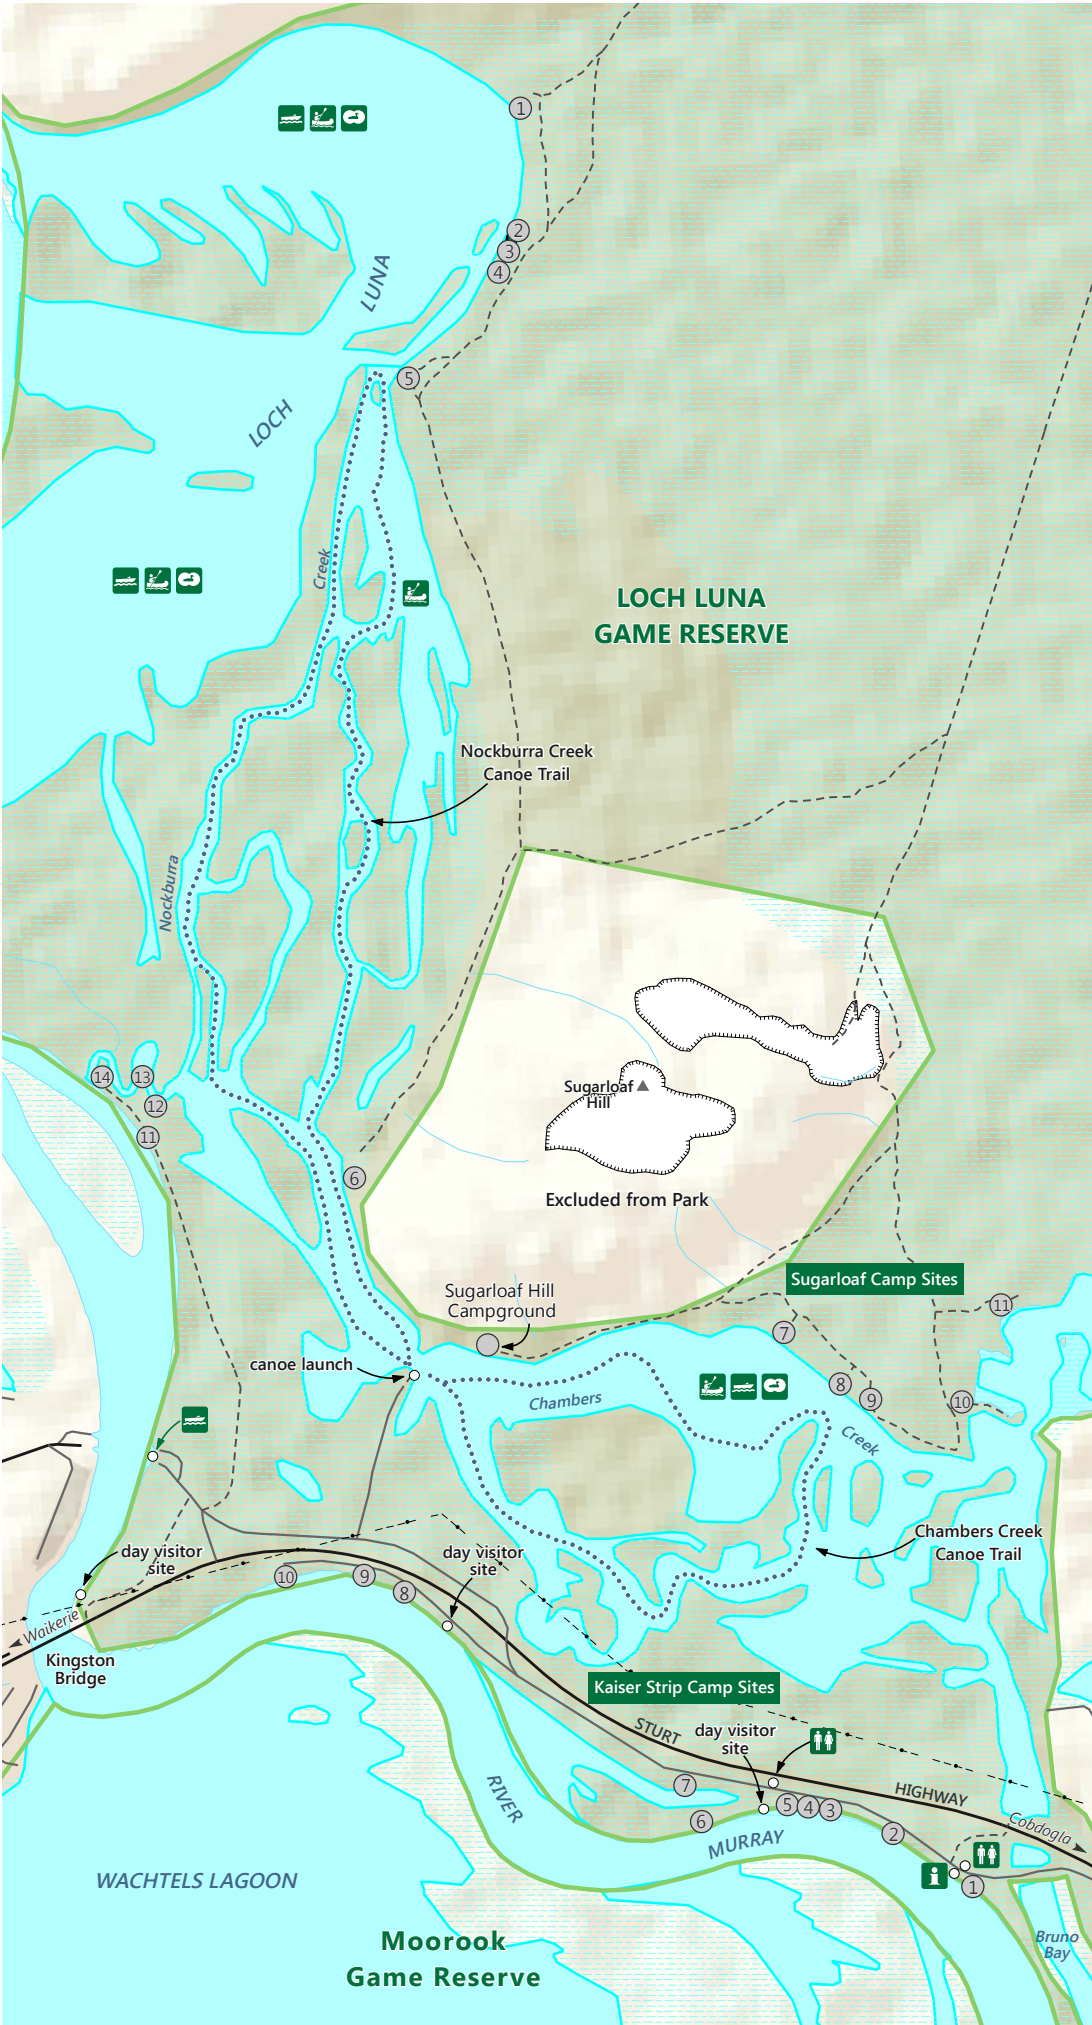 1
2
3
4
LUNA
5
LOCH
Creek
LOCH LUNA
GAME RESERVE
Nockburra Creek
Canoe Trail
Nockburra
14
13
12
11
Sugarloaf
Hill
6
Excluded from Park
Sugarloaf Camp Sites
Sugarloaf Hill
Campground
11
7
canoe launch
8
9
10
Chambers
Creek
Chambers Creek
Canoe Trail
day visitor
site
day visitor
site
10
9
8
Waikerie
Kingston
Bridge
Kaiser Strip Camp Sites
STURT
day visitor
site
HIGHWAY
7
6
5
4
3
2
Cobdogla
RIVER
MURRAY
i
1
WACHTELS LAGOON
Moorook
Game Reserve
Bruno
Bay